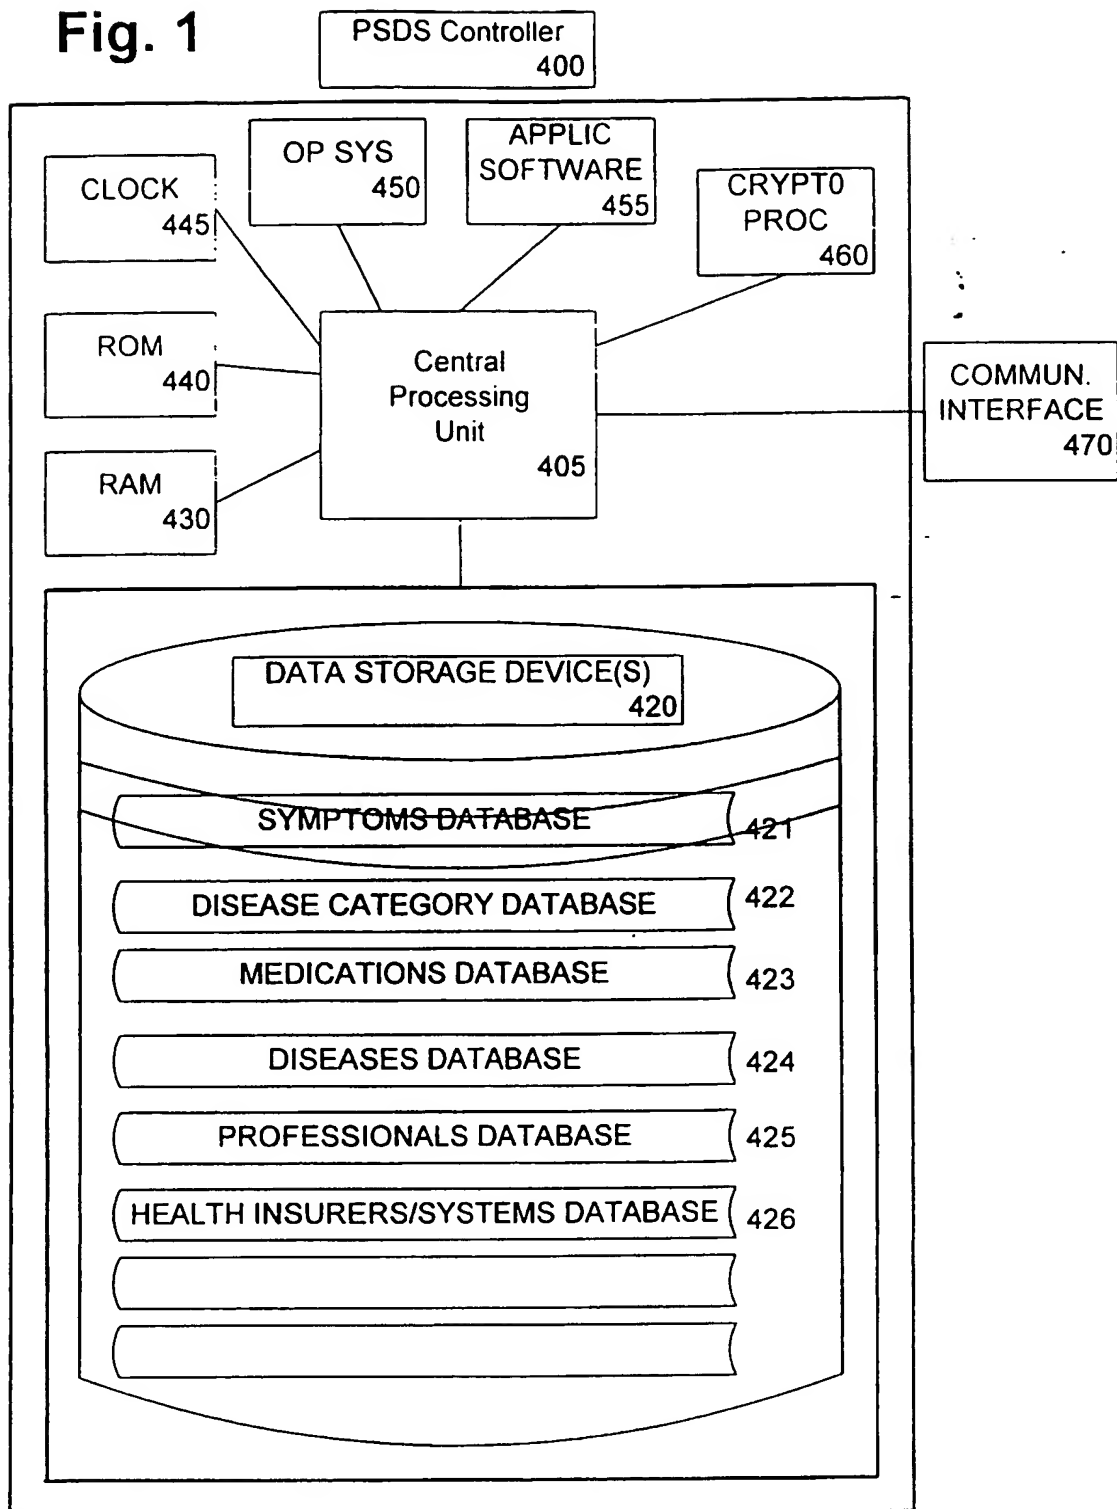 Fig. 1
PSDS Controller
400
CLOCK
445
OP SYS
450
APPLIC
SOFTWARE
455
CRYPT0
PROC
460
ROM
440
Central
Processing
Unit
405
COMMUN.
INTERFACE
470
RAM
430
DATA STORAGE DEVICE(S)
420
SYMPTOMS DATABASE
421
DISEASE CATEGORY DATABASE
422
MEDICATIONS DATABASE
423
DISEASES DATABASE
424
PROFESSIONALS DATABASE
425
HEALTH INSURERS/SYSTEMS DATABASE
426